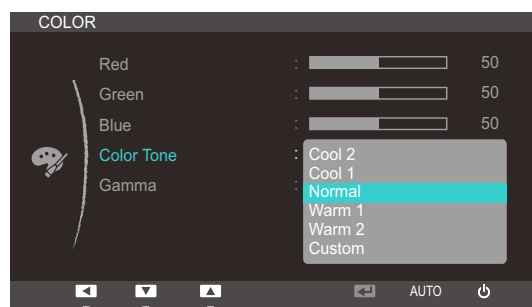 COLOR
Red : 50
Green : 50
Blue : 50
Color Tone : Cool 2
Cool 1
Gamma : Normal
Warm 1
Warm 2
Custom
AUTO